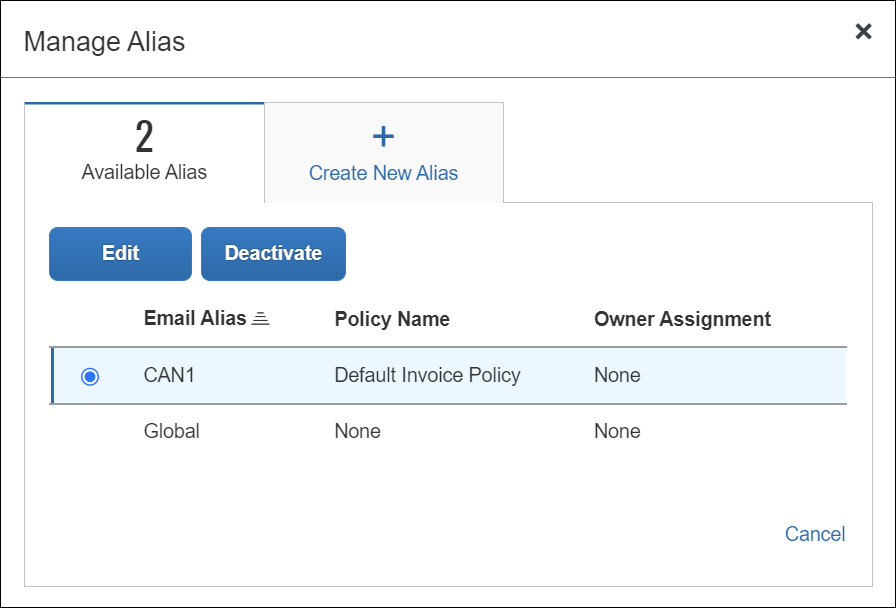 Manage Alias
2
Available Alias
+
Create New Alias
Edit Deactivate
Email Alias Policy Name Owner Assignment
CAN1 Default Invoice Policy None
Global None None
Cancel